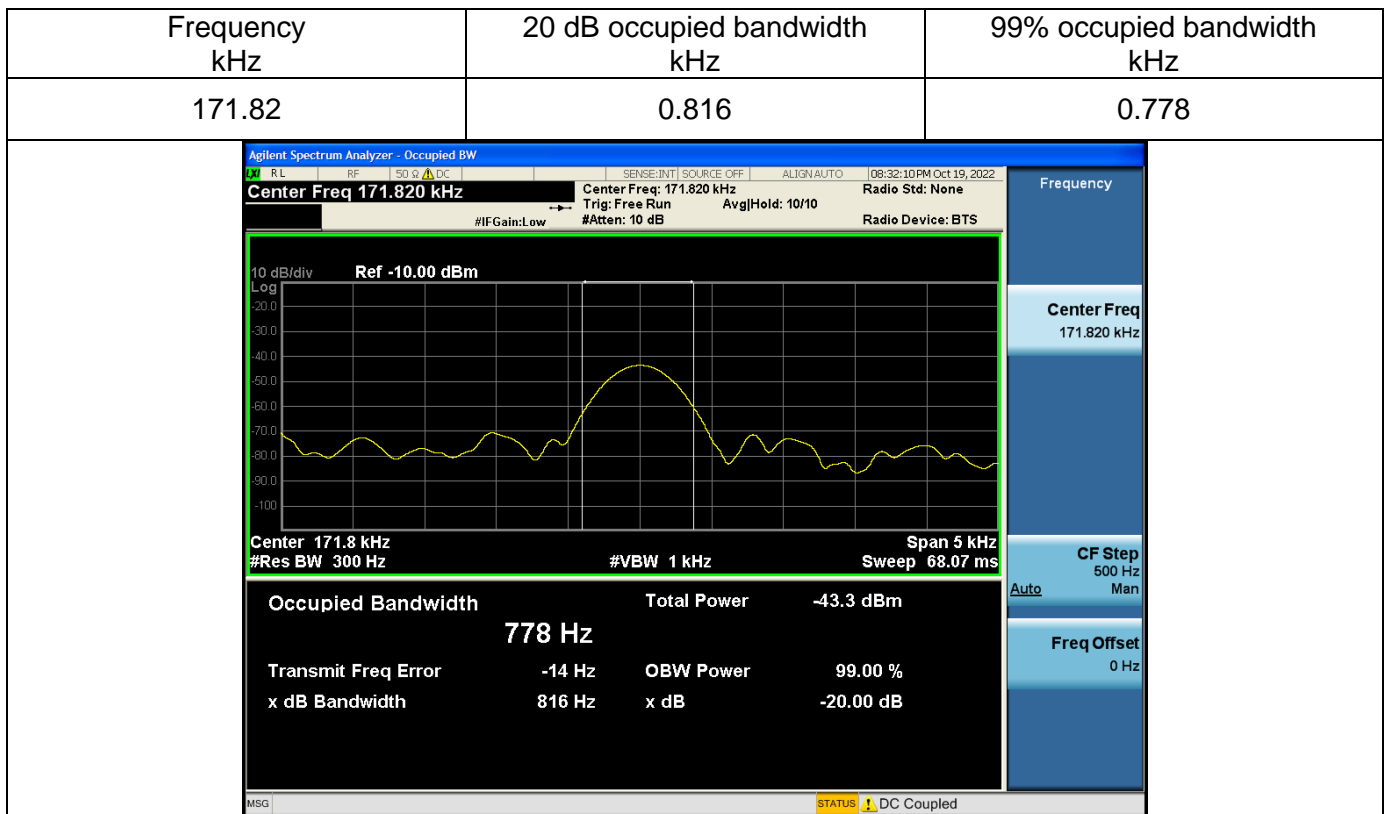 Frequency
kHz
20 dB occupied bandwidth
kHz
99% occupied bandwidth
kHz
171.82
0.816
0.778
Agilent Spectrum Analyzer - Occupied BW
LXI RL RF 50 Ω DC SENSE:INT SOURCE OFF ALIGN AUTO 08:32:10 PM Oct 19, 2022
Center Freq 171.820 kHz
Center Freq: 171.820 kHz
Radio Std: None
Trig: Free Run Avg|Hold: 10/10
#IFGain:Low #Atten: 10 dB Radio Device: BTS
10 dB/div Ref -10.00 dBm
Log
-20.0
-30.0
-40.0
-50.0
-60.0
-70.0
-80.0
-90.0
-100
Center 171.8 kHz Span 5 kHz
#Res BW 300 Hz #VBW 1 kHz Sweep 68.07 ms
Occupied Bandwidth Total Power -43.3 dBm
778 Hz
Transmit Freq Error -14 Hz OBW Power 99.00 %
x dB Bandwidth 816 Hz x dB -20.00 dB
MSG STATUS DC Coupled
Frequency
Center Freq
171.820 kHz
CF Step
500 Hz
Auto Man
Freq Offset
0 Hz